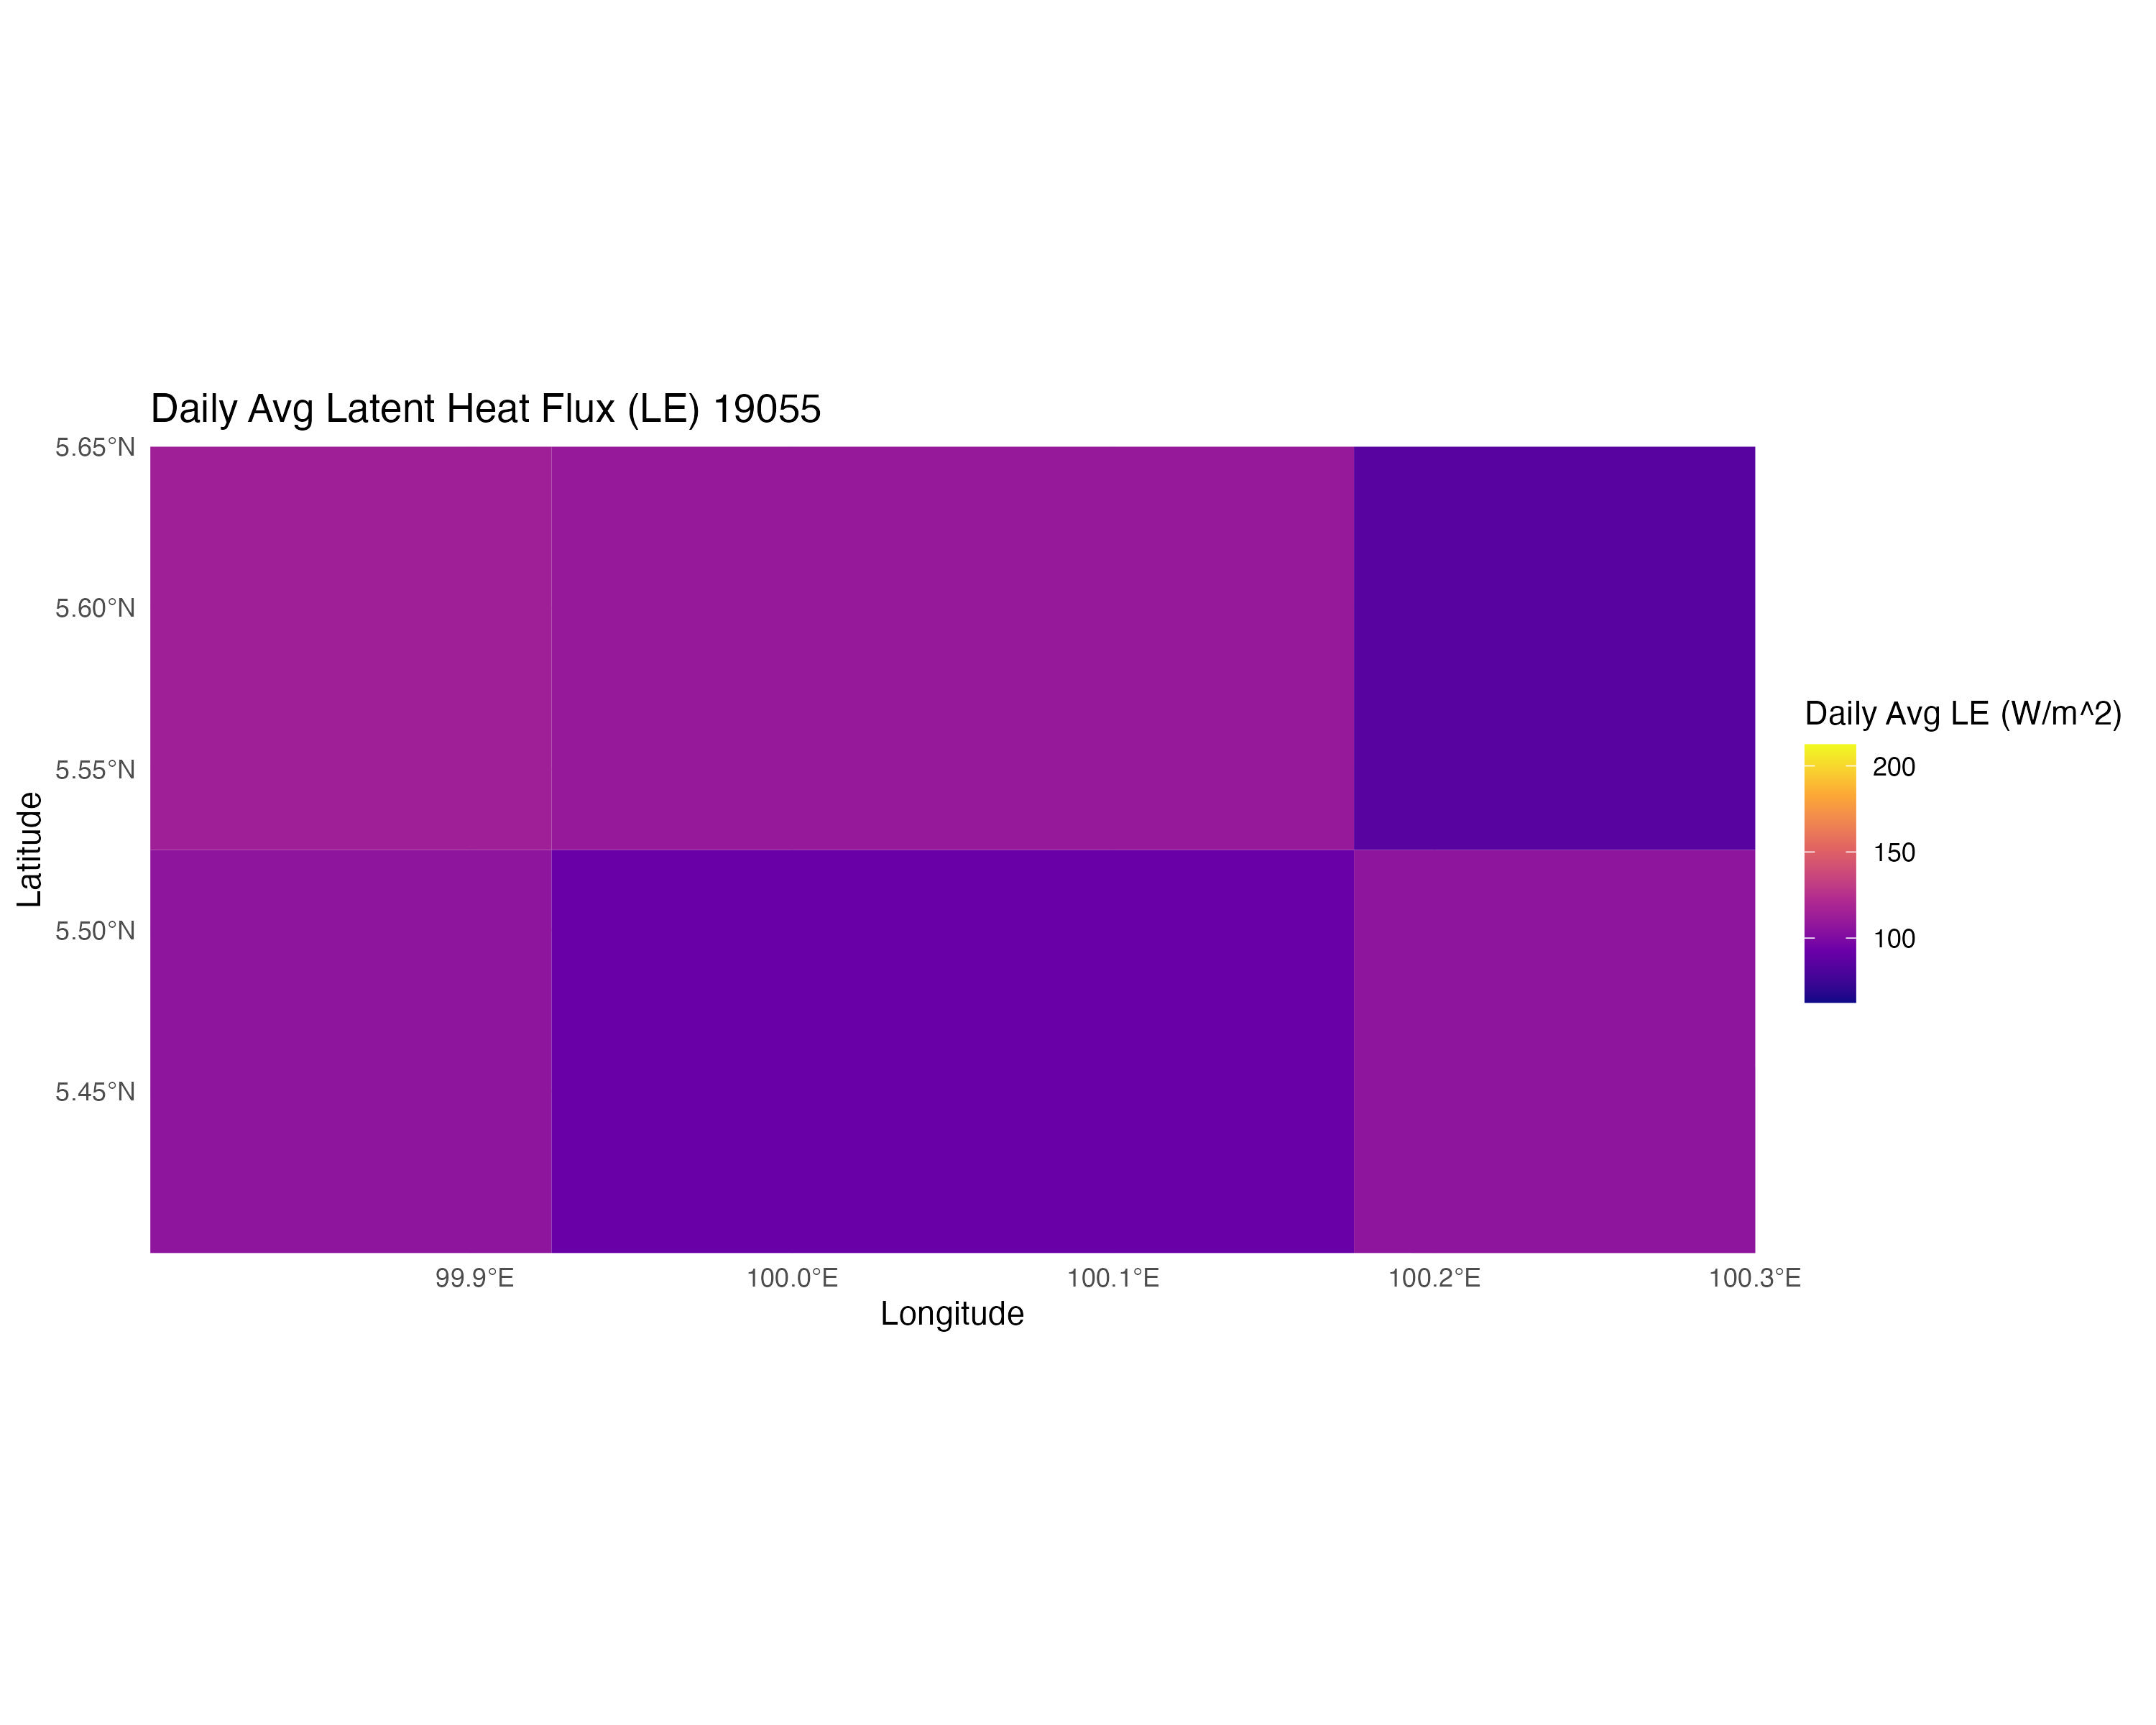 Daily Avg Latent Heat Flux (LE) 19055
5.65°N
5.60°N
5.55°N
5.50°N
5.45°N
Latitude
99.9°E 100.0°E 100.1°E 100.2°E 100.3°E
Longitude
Daily Avg LE (W/m^2)
200
150
100